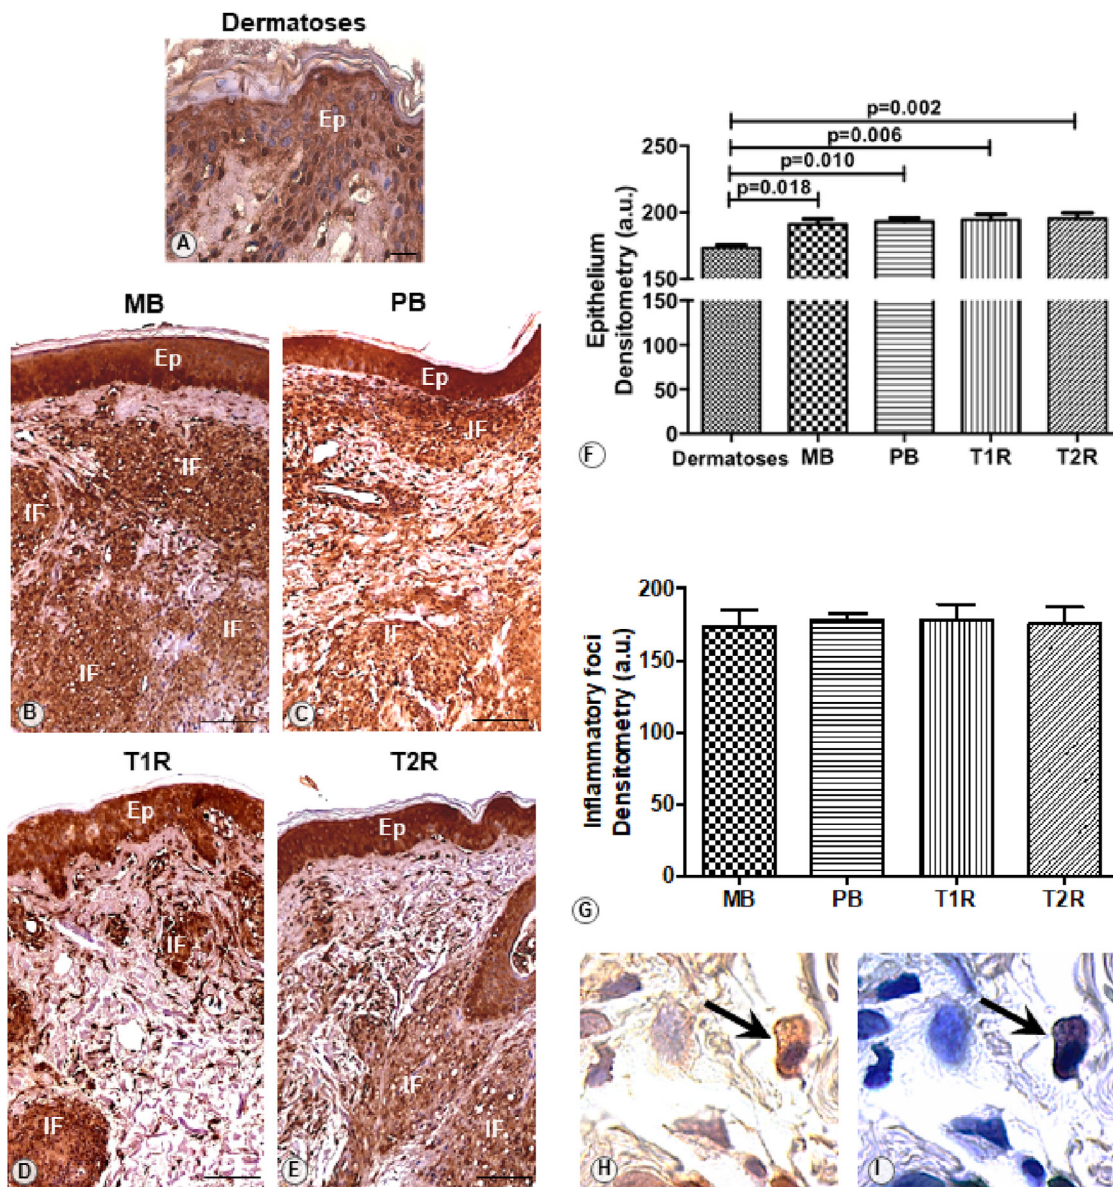 Dermatoses
Ep
A
MB
PB
Ep
IF
IF
IF
IF
B
Ep
IF
IF
C
T1R
T2R
Ep
IF
IF
D
Ep
IF
IF
E
p=0.002
p=0.006
p=0.010
p=0.018
Epithelium
Densitometry (a.u.)
250
200
150
150
100
50
0
Dermatoses
MB
PB
T1R
T2R
F
Inflammatory foci
Densitometry (a.u.)
200
150
100
50
0
MB
PB
T1R
T2R
G
H
I